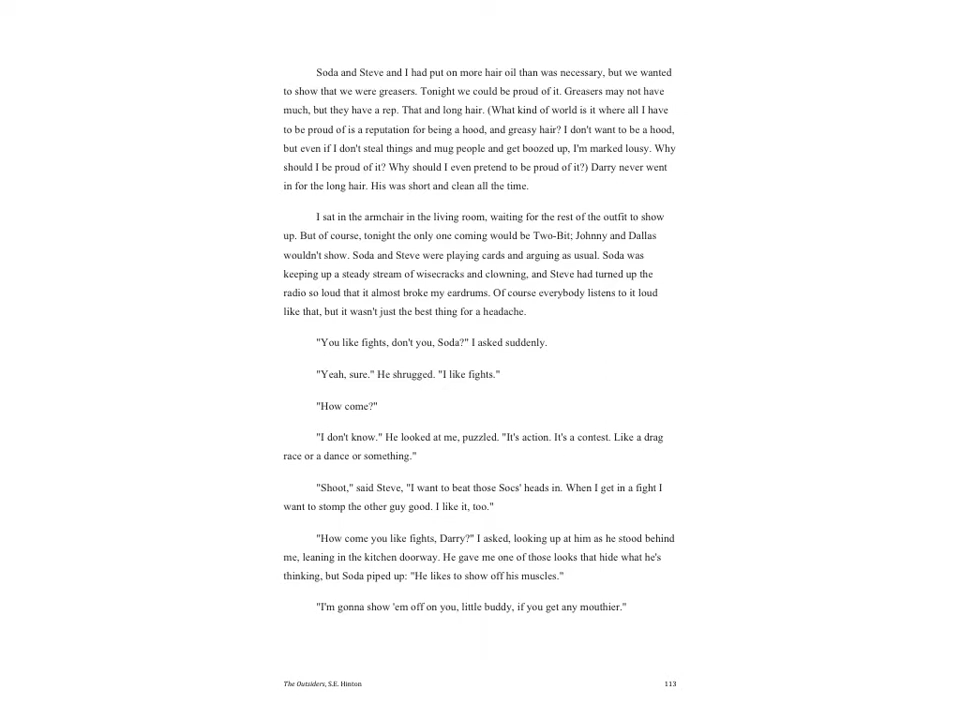 Soda and Steve and I had put on more hair oil than was necessary, but we wanted
to show that we were greasers. Tonight we could be proud of it. Greasers may not have
much, but they have a rep. That and long hair. (What kind of world is it where all I have
to be proud of is a reputation for being a hood, and greasy hair? I don't want to be a hood,
but even if I don't steal things and mug people and get boozed up, I'm marked lousy. Why
should I be proud of it? Why should I even pretend to be proud of it?) Darry never went
in for the long hair. His was short and clean all the time.
I sat in the armchair in the living room, waiting for the rest of the outfit to show
up. But of course, tonight the only one coming would be Two-Bit; Johnny and Dallas
wouldn't show. Soda and Steve were playing cards and arguing as usual. Soda was
keeping up a steady stream of wisecracks and clowning, and Steve had turned up the
radio so loud that it almost broke my eardrums. Of course everybody listens to it loud
like that, but it wasn't just the best thing for a headache.
"You like fights, don't you, Soda?" I asked suddenly.
"Yeah, sure." He shrugged. "I like fights."
"How come?"
"I don't know." He looked at me, puzzled. "It's action. It's a contest. Like a drag
race or a dance or something."
"Shoot," said Steve, "I want to beat those Socs' heads in. When I get in a fight I
want to stomp the other guy good. I like it, too."
"How come you like fights, Darry?" I asked, looking up at him as he stood behind
me, leaning in the kitchen doorway. He gave me one of those looks that hide what he's
thinking, but Soda piped up: "He likes to show off his muscles."
"I'm gonna show 'em off on you, little buddy, if you get any mouthier."
The Outsiders, S.E. Hinton 113